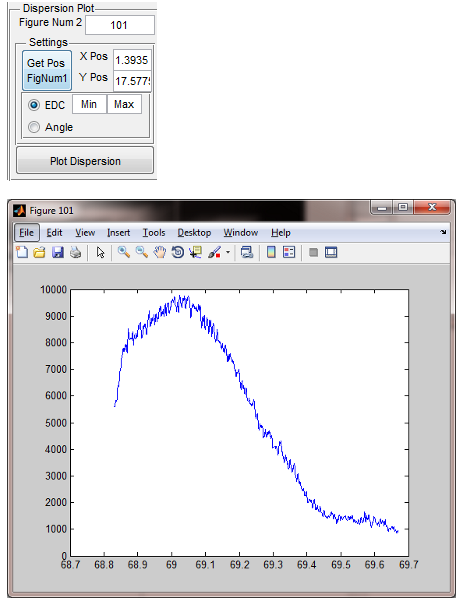 Dispersion Plot
Figure Num 2 101
Settings
Get Pos FigNum1
X Pos 1.3935
Y Pos 17.5775
EDC Min Max
Angle
Plot Dispersion
Figure 101
File Edit View Insert Tools Desktop Window Help
10000
9000
8000
7000
6000
5000
4000
3000
2000
1000
0
68.7 68.8 68.9 69 69.1 69.2 69.3 69.4 69.5 69.6 69.7